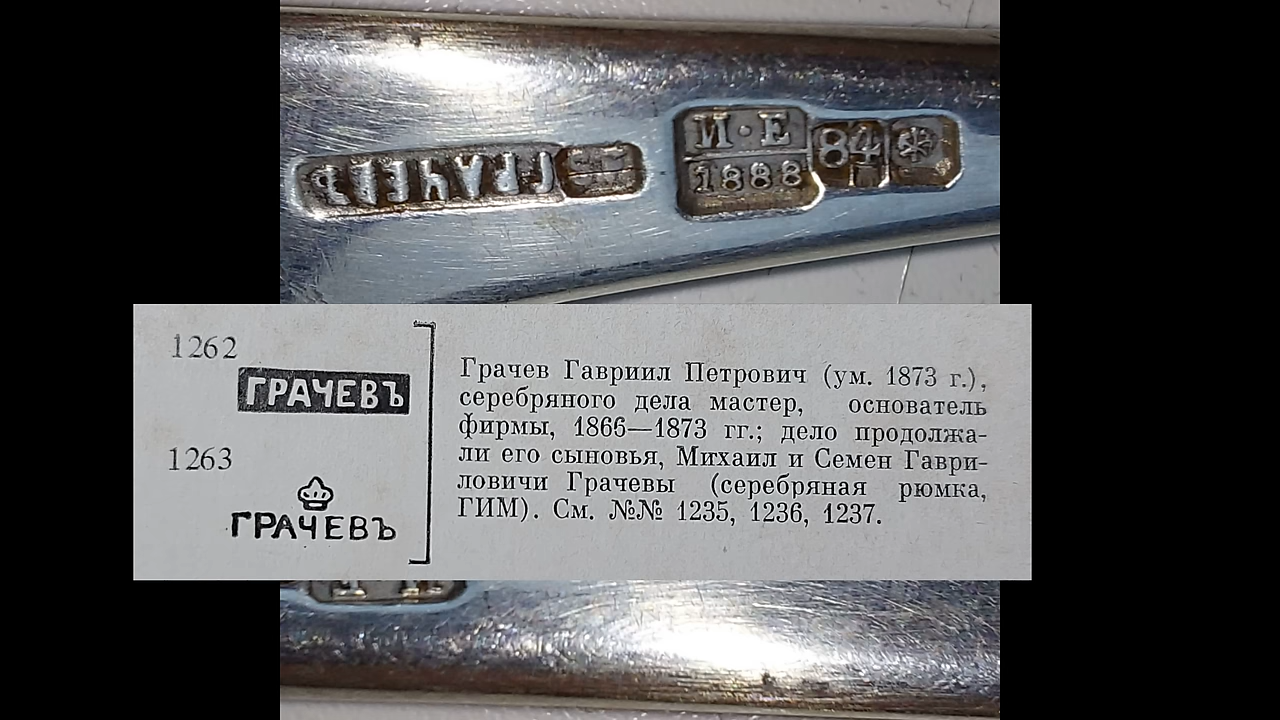 ГРАЧЕВЪ
И·Е
1888
84
1262
ГРАЧЕВЪ
1263
ГРАЧЕВЪ
Грачев Гавриил Петрович (ум. 1873 г.),
серебряного дела мастер, основатель
фирмы, 1866—1873 гг.; дело продолжа-
ли его сыновья, Михаил и Семен Гаври-
ловичи Грачевы (серебряная рюмка,
ГИМ). См. №№ 1235, 1236, 1237.